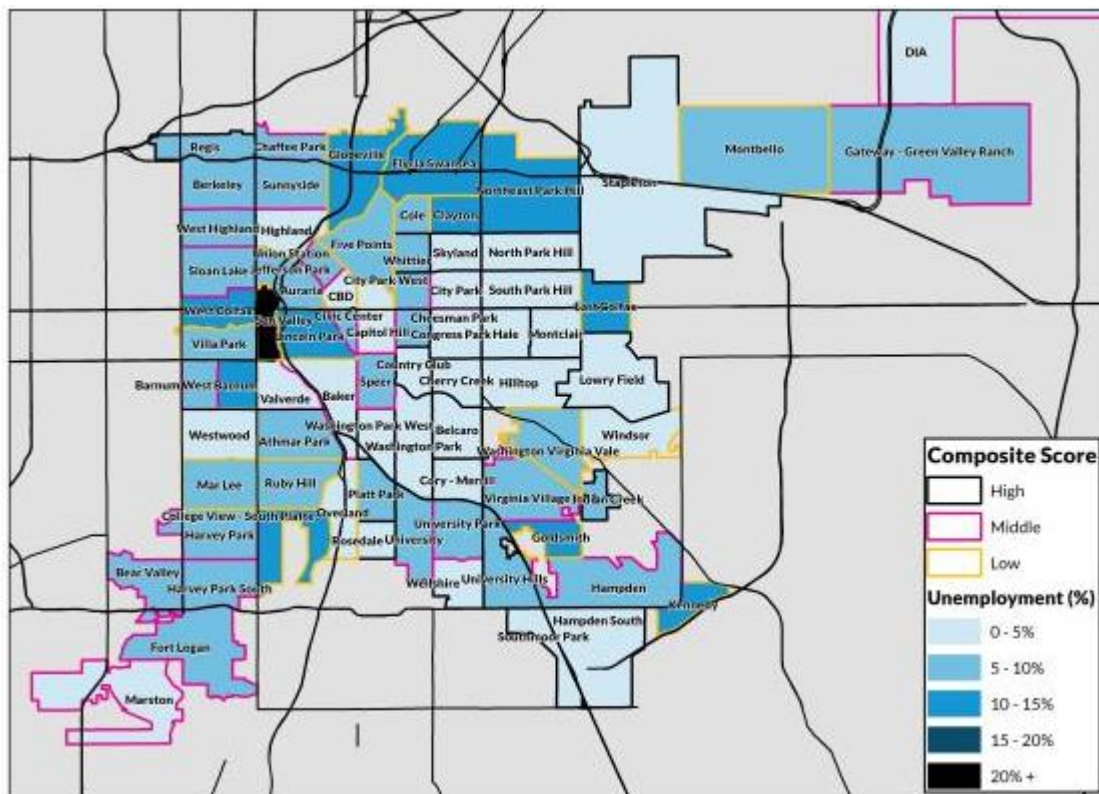 DIA
Regis
Chaffee Park
Globeville
Elyria Swansea
Montbello
Gateway - Green Valley Ranch
Berkeley
Sunnyside
Northeast Park Hill
Stapleton
Cole
Clayton
West Highland
Highland
Five Points
Union Station
Whittier
Skyland
North Park Hill
Sloan Lake
Jefferson Park
City Park West
Auraria
CBD
City Park
South Park Hill
West Colfax
East Colfax
Sun Valley
Civic Center
Cheesman Park
Lincoln Park
Capitol Hill
Congress Park
Hale
Montclair
Villa Park
Country Club
Barnum West
Barnum
Speer
Cherry Creek
Hilltop
Lowry Field
Valverde
Baker
Washington Park West
Belcaro
Westwood
Athmar Park
Washington Park
Windsor
Washington Virginia Vale
Mar Lee
Ruby Hill
Platt Park
Cory - Merrill
Virginia Village
Indian Creek
College View - South Platte
Overland
University Park
Harvey Park
Rosedale
University
Goldsmith
Bear Valley
Harvey Park South
Wellshire
University Hills
Hampden
Kennedy
Hampden South
Southmoor Park
Fort Logan
Marston
Composite Score
High
Middle
Low
Unemployment (%)
0 - 5%
5 - 10%
10 - 15%
15 - 20%
20% +